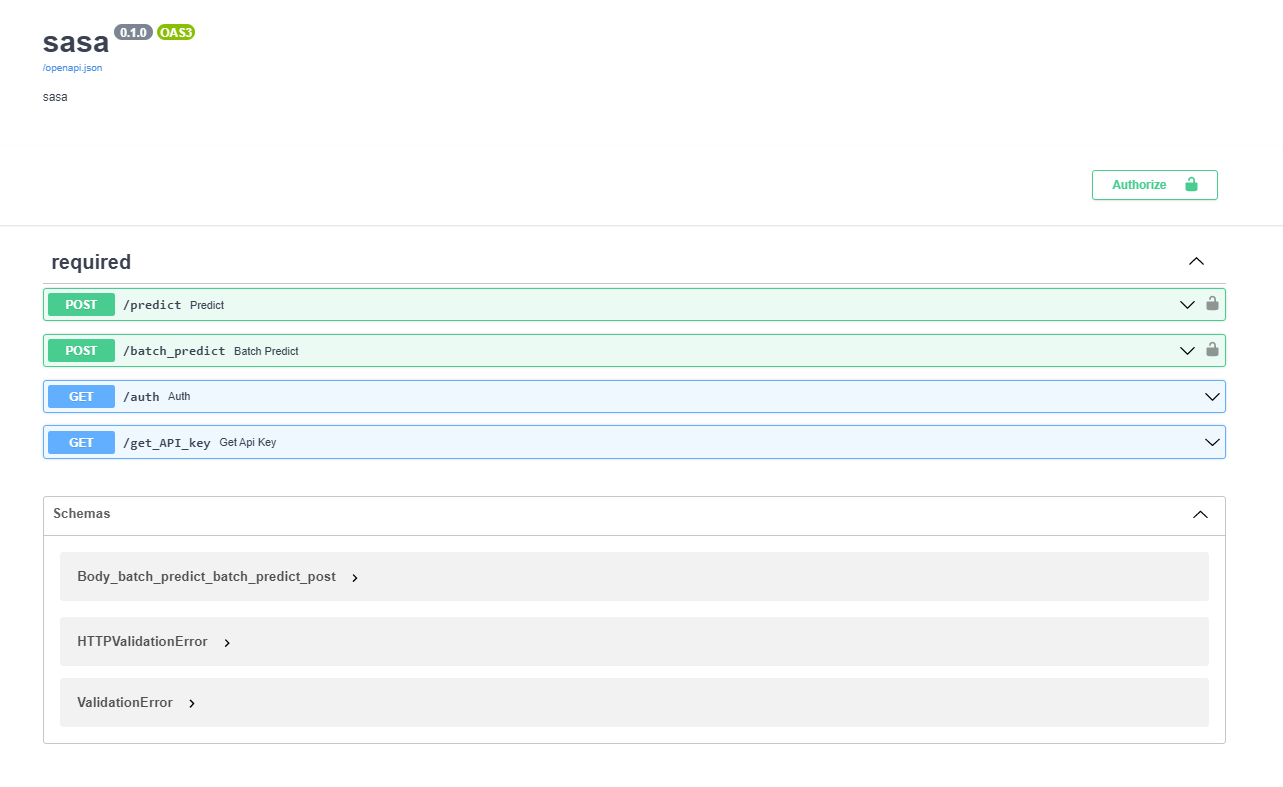 sasa 0.1.0 OAS3
/openapi.json
sasa
Authorize
required
POST /predict Predict
POST /batch_predict Batch Predict
GET /auth Auth
GET /get_API_key Get Api Key
Schemas
Body_batch_predict_batch_predict_post
HTTPValidationError
ValidationError